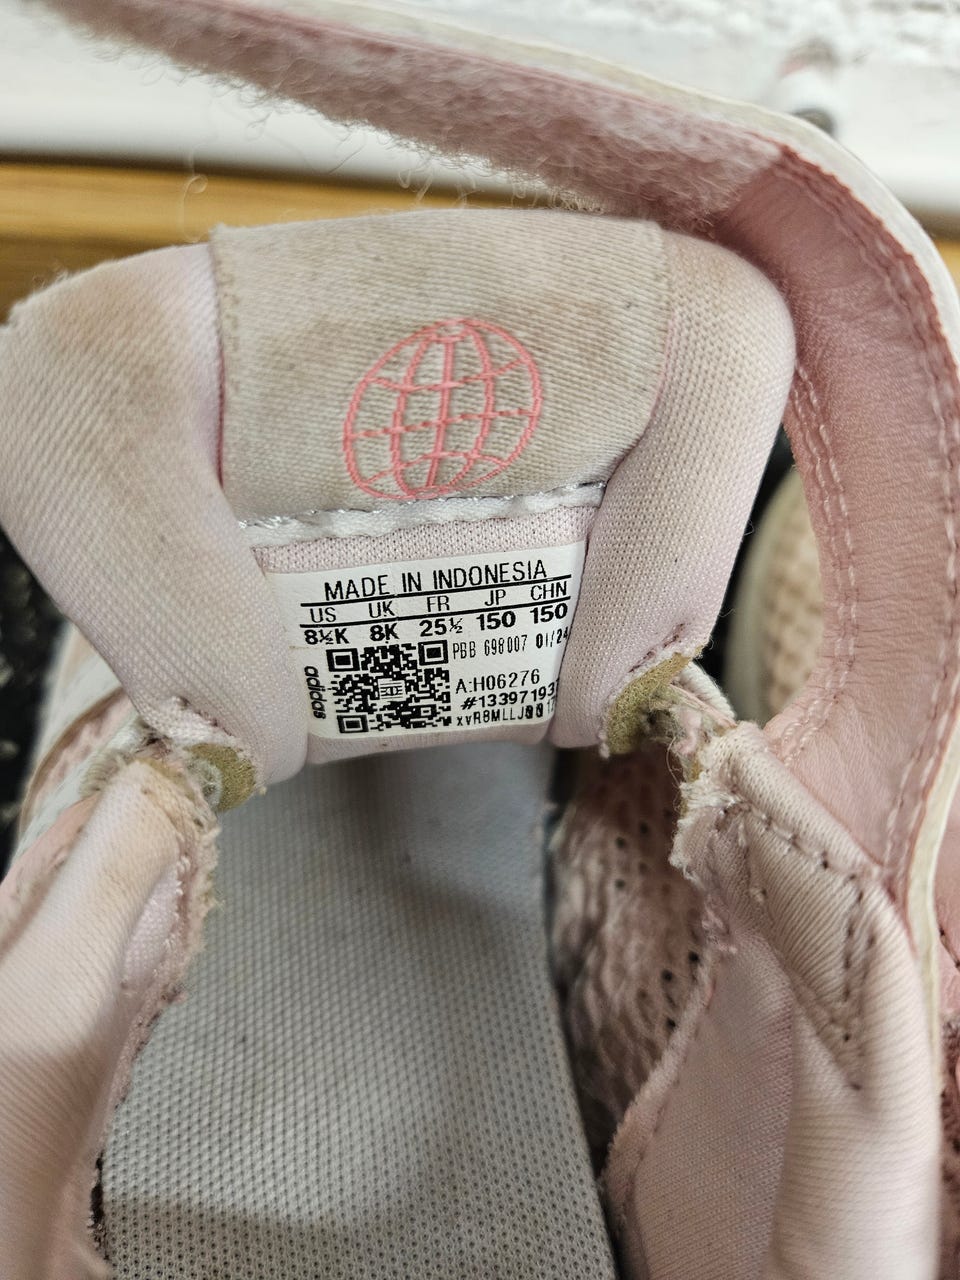 MADE IN INDONESIA
US UK FR JP CHN
8½K 8K 25½ 150 150
PBB 698007 01/24
adidas
A:H06276
#13397193